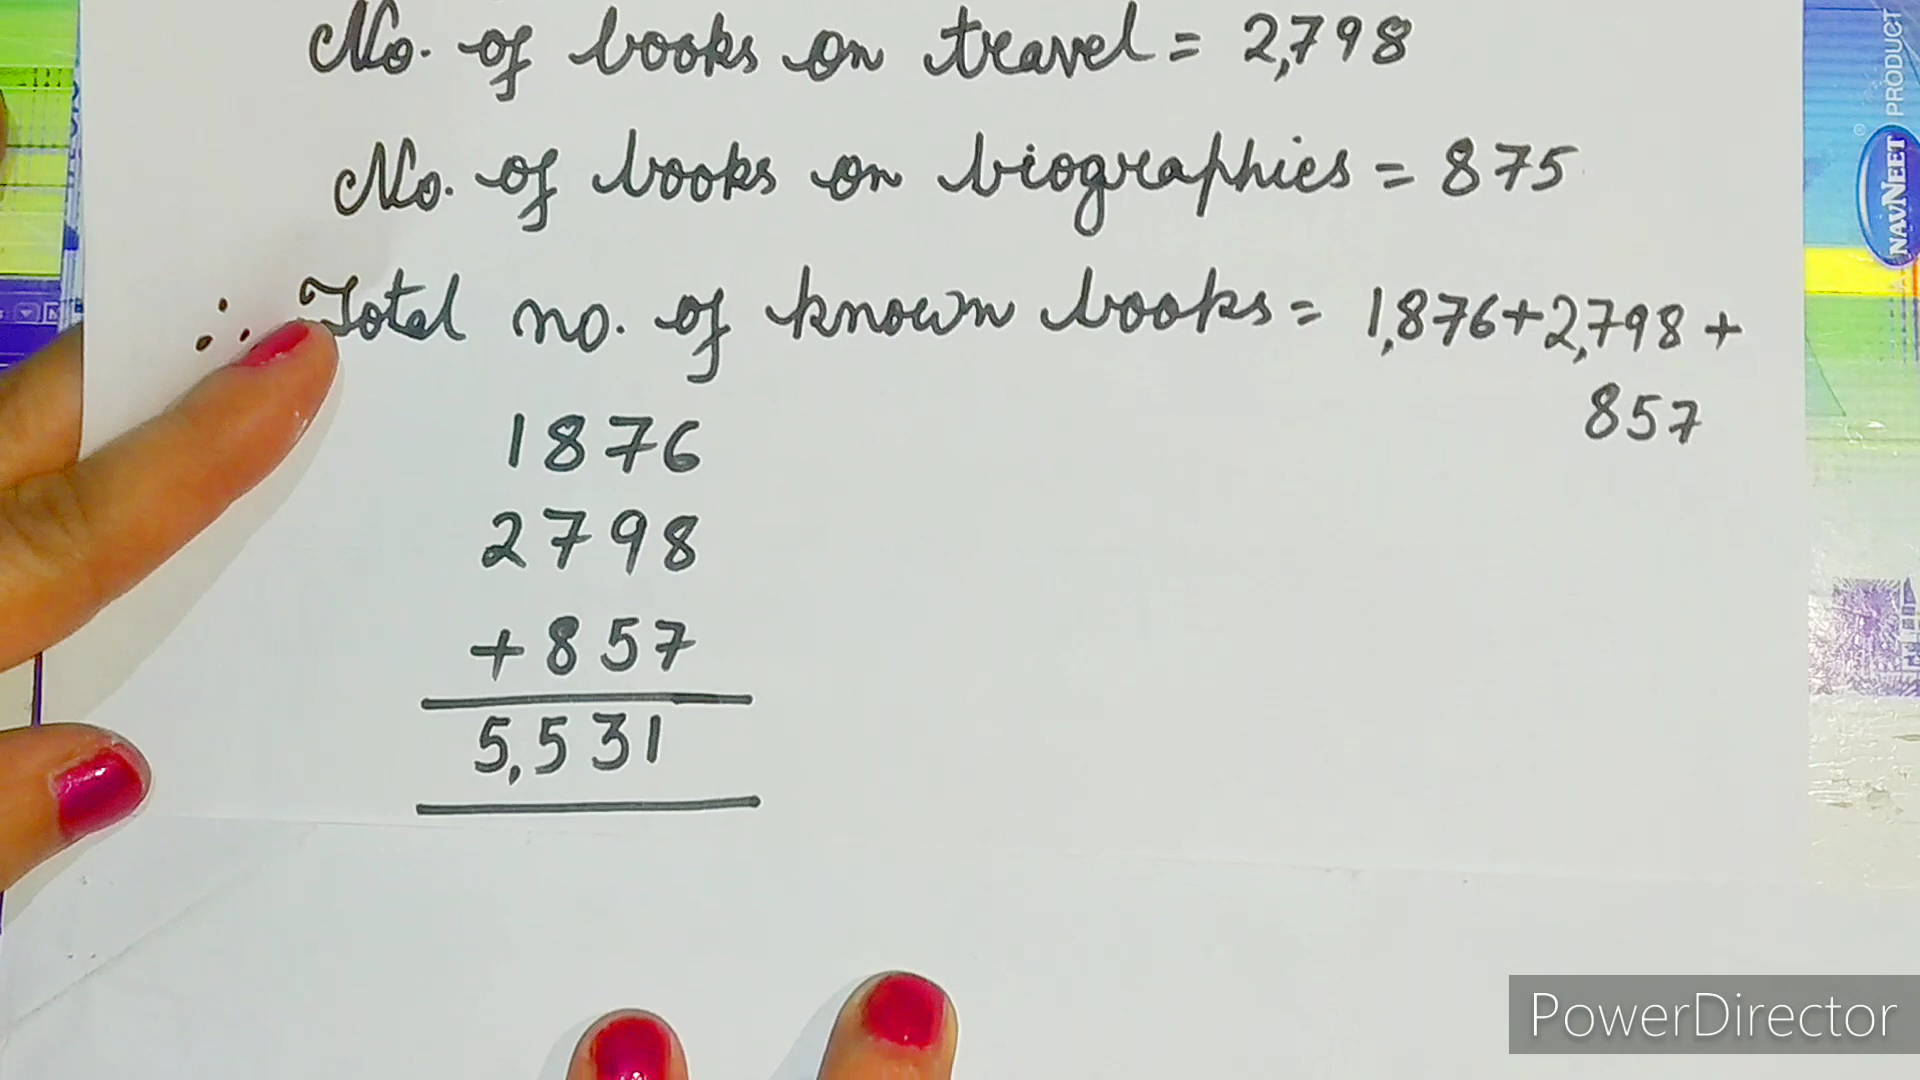 No. of books on travel = 2,798
No. of books on biographies = 875
∴ Total no. of known books = 1,876+2,798+
857
1876
2798
+857
5,531
NAVNEET PRODUCT
PowerDirector